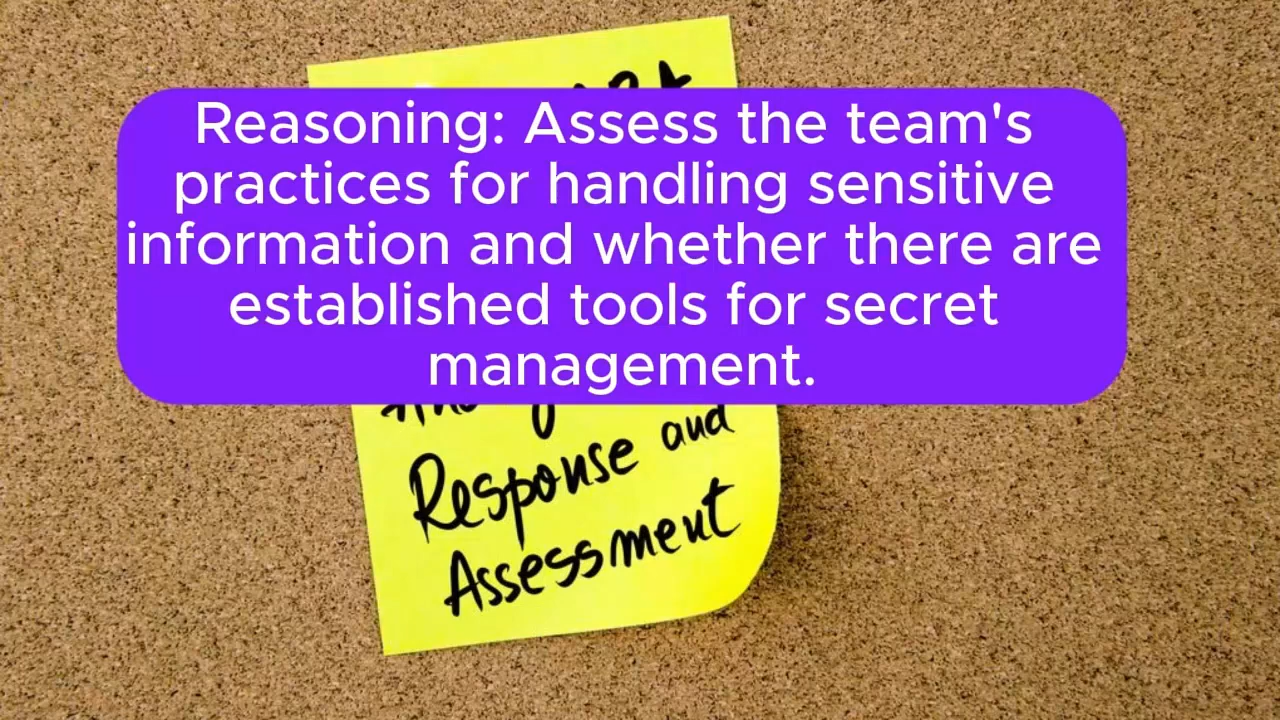 Reasoning: Assess the team's
practices for handling sensitive
information and whether there are
established tools for secret
management.
Response and
Assessment